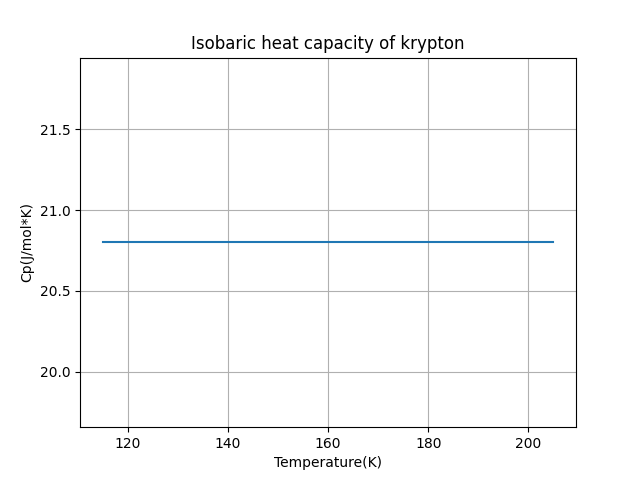 Isobaric heat capacity of krypton
Cp(J/mol*K)
21.5
21.0
20.5
20.0
120 140 160 180 200
Temperature(K)